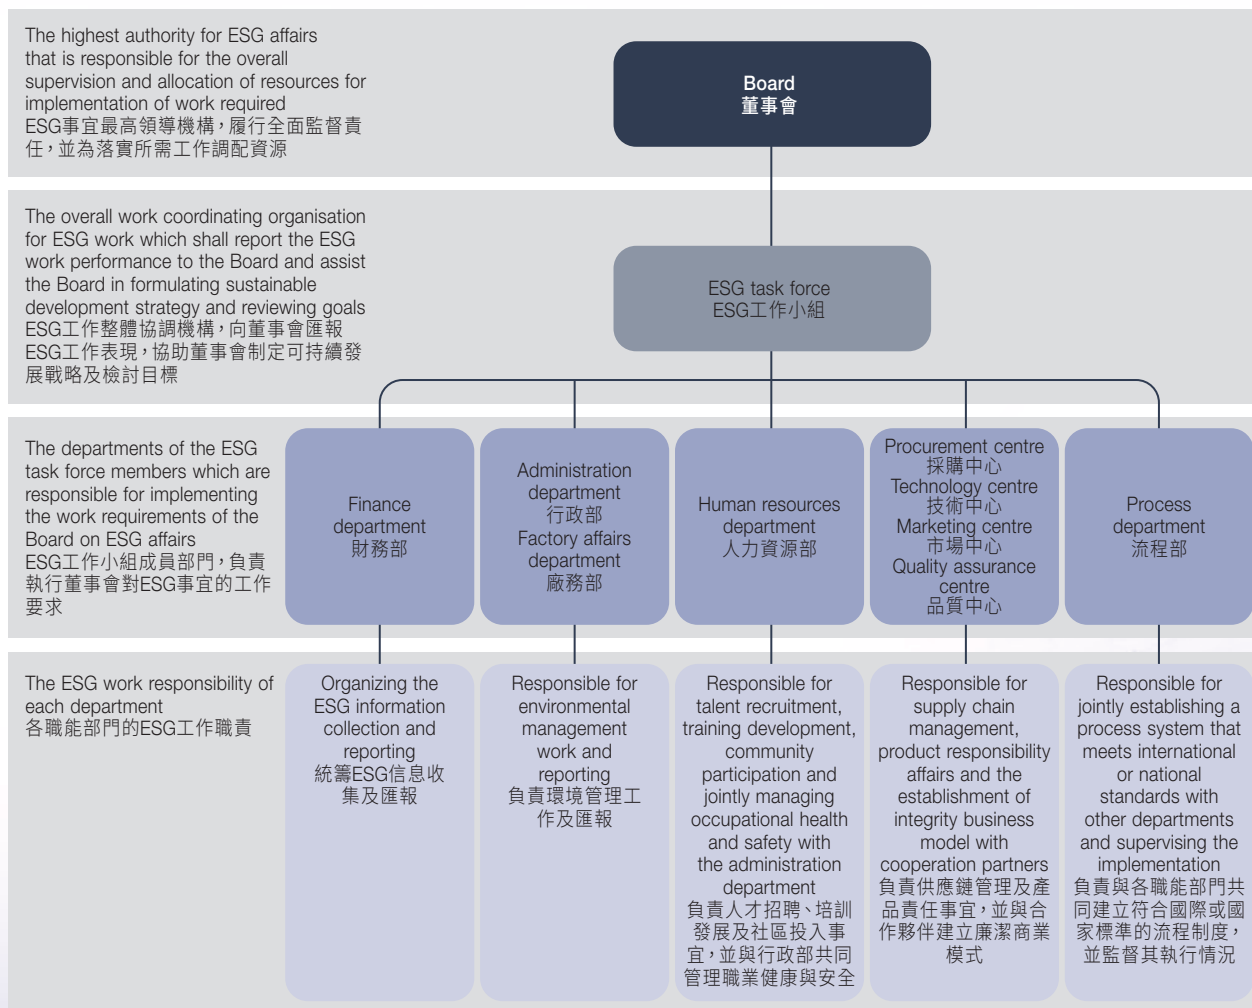 The highest authority for ESG affairs
that is responsible for the overall
supervision and allocation of resources for
implementation of work required
ESG事宜最高領導機構，履行全面監督責
任，並為落實所需工作調配資源
Board
董事會
The overall work coordinating organisation
for ESG work which shall report the ESG
work performance to the Board and assist
the Board in formulating sustainable
development strategy and reviewing goals
ESG工作整體協調機構，向董事會匯報
ESG工作表現，協助董事會制定可持續發
展戰略及檢討目標
ESG task force
ESG工作小組
The departments of the ESG
task force members which are
responsible for implementing
the work requirements of the
Board on ESG affairs
ESG工作小組成員部門，負責
執行董事會對ESG事宜的工作
要求
Finance
department
財務部
Administration
department
行政部
Factory affairs
department
廠務部
Human resources
department
人力資源部
Procurement centre
採購中心
Technology centre
技術中心
Marketing centre
市場中心
Quality assurance
centre
品質中心
Process
department
流程部
The ESG work responsibility of
each department
各職能部門的ESG工作職責
Organizing the
ESG information
collection and
reporting
統籌ESG信息收
集及匯報
Responsible for
environmental
management
work and
reporting
負責環境管理工
作及匯報
Responsible for
talent recruitment,
training development,
community
participation and
jointly managing
occupational health
and safety with
the administration
department
負責人才招聘、培訓
發展及社區投入事
宜，並與行政部共同
管理職業健康與安全
Responsible for
supply chain
management,
product responsibility
affairs and the
establishment of
integrity business
model with
cooperation partners
負責供應鏈管理及產
品責任事宜，並與合
作夥伴建立廉潔商業
模式
Responsible for
jointly establishing a
process system that
meets international
or national
standards with
other departments
and supervising the
implementation
負責與各職能部門共
同建立符合國際或國
家標準的流程制度，
並監督其執行情況